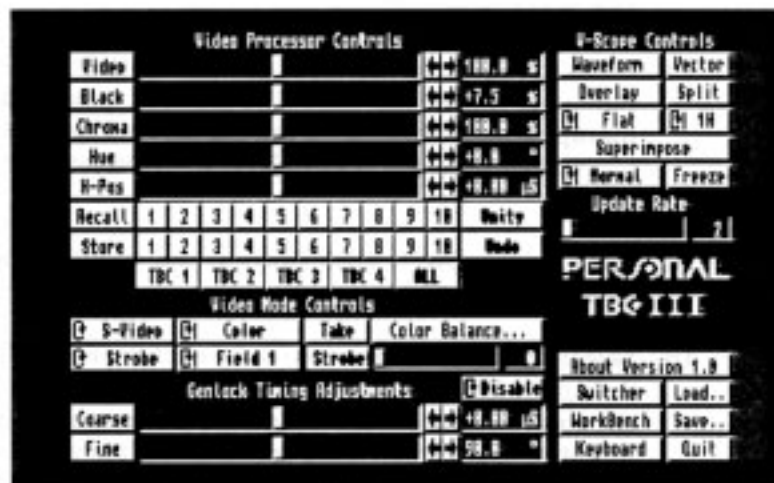 Video Processor Controls
Video 100.0 %
Black +7.5 %
Chroma 100.0 %
Hue +0.0 °
H-Pos +0.00 µS
Recall 1 2 3 4 5 6 7 8 9 10 Unity
Store 1 2 3 4 5 6 7 8 9 10 Undo
TBC 1 TBC 2 TBC 3 TBC 4 ALL
Video Mode Controls
S-Video Color Take Color Balance...
Strobe Field 1 Strobe 0
Genlock Timing Adjustments Disable
Coarse +0.00 µS
Fine 90.0 °
V-Scope Controls
Waveform Vector
Overlay Split
Flat 1H
Superimpose
Normal Freeze
Update Rate
2
PERSONAL
TBC III
About Version 1.0
Switcher Load..
WorkBench Save..
Keyboard Quit